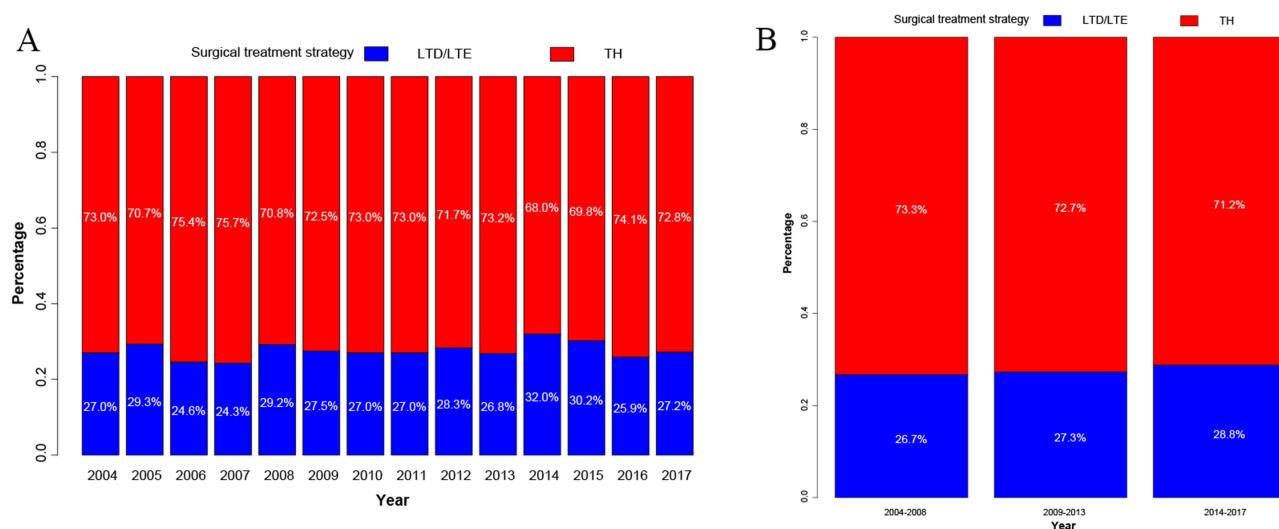 A
Surgical treatment strategy LTD/LTE TH
Percentage
1.0
0.8
0.6
0.4
0.2
0.0
73.0% 70.7% 75.4% 75.7% 70.8% 72.5% 73.0% 73.0% 71.7% 73.2% 68.0% 69.8% 74.1% 72.8%
27.0% 29.3% 24.6% 24.3% 29.2% 27.5% 27.0% 27.0% 28.3% 26.8% 32.0% 30.2% 25.9% 27.2%
2004 2005 2006 2007 2008 2009 2010 2011 2012 2013 2014 2015 2016 2017
Year
B
Surgical treatment strategy LTD/LTE TH
Percentage
1.0
0.8
0.6
0.4
0.2
0.0
73.3% 72.7% 71.2%
26.7% 27.3% 28.8%
2004-2008 2009-2013 2014-2017
Year